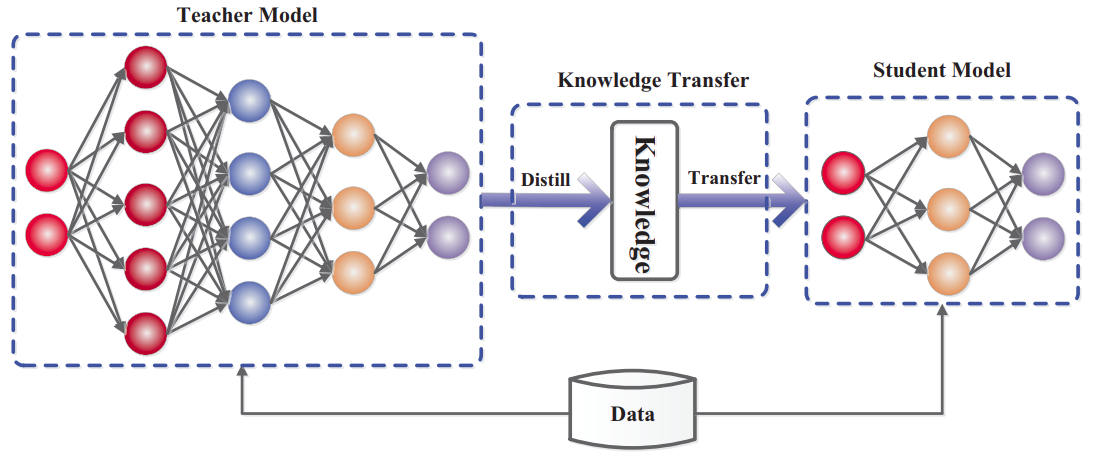 Teacher Model
Knowledge Transfer
Student Model
Distill
Knowledge
Transfer
Data